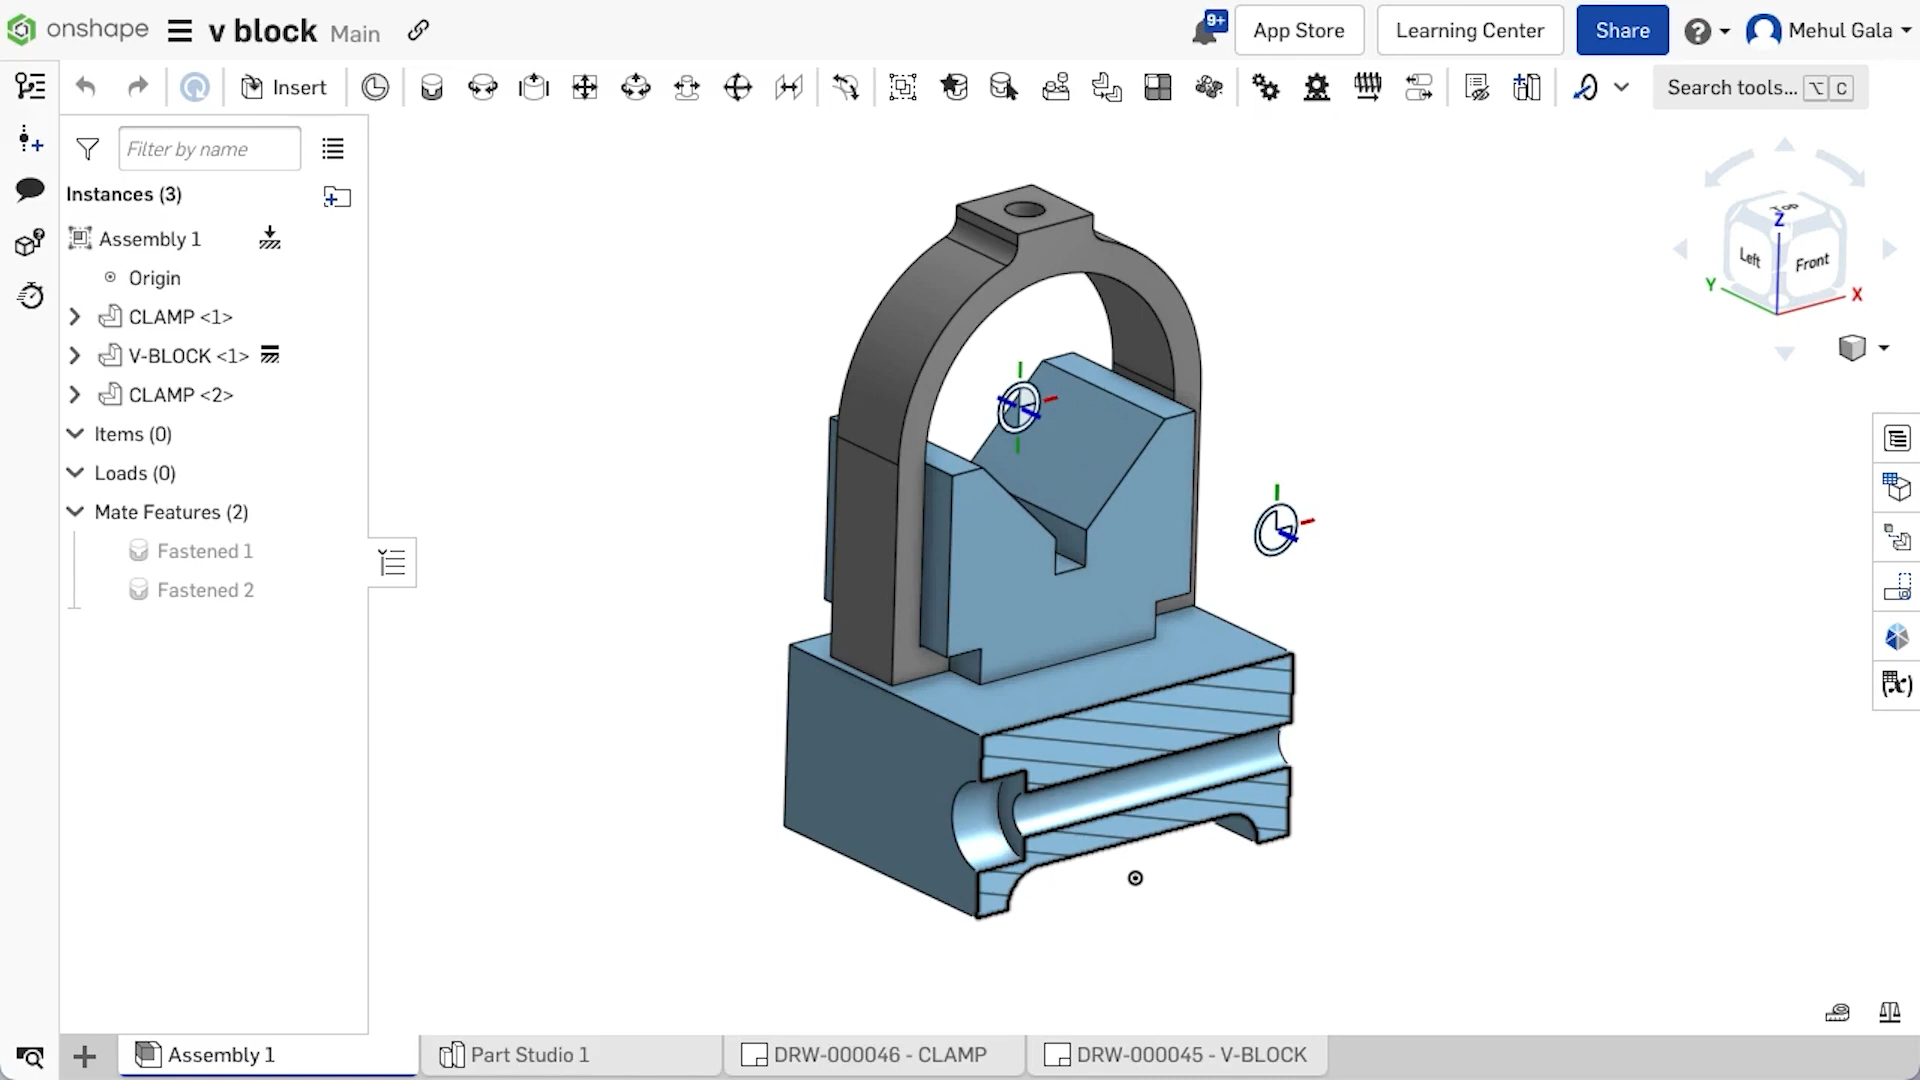 onshape v block Main
9+
App Store
Learning Center
Share
Mehul Gala
Insert
Search tools... ⌥ C
Filter by name
Instances (3)
Assembly 1
Origin
CLAMP <1>
V-BLOCK <1>
CLAMP <2>
Items (0)
Loads (0)
Mate Features (2)
Fastened 1
Fastened 2
Top
Z
Left
Front
Y
X
(x)
Assembly 1
Part Studio 1
DRW-000046 - CLAMP
DRW-000045 - V-BLOCK